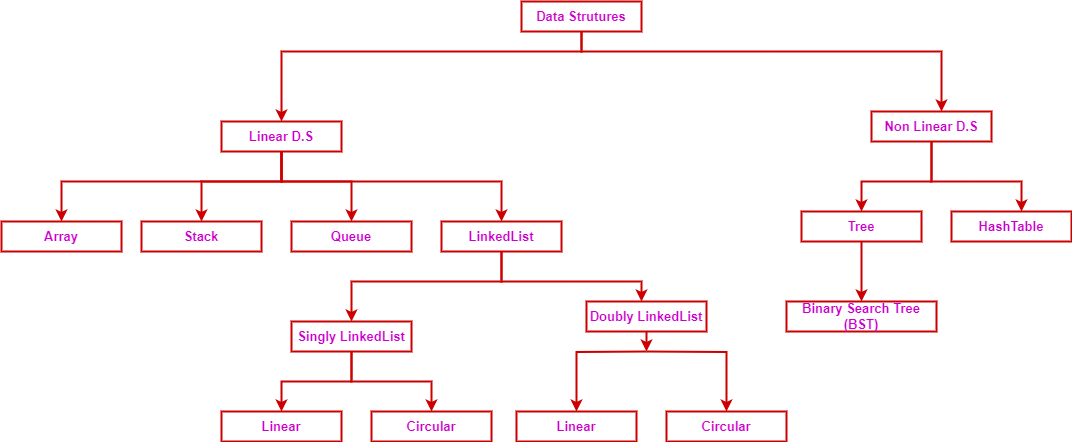 Data Strutures
Linear D.S
Non Linear D.S
Array
Stack
Queue
LinkedList
Tree
HashTable
Singly LinkedList
Doubly LinkedList
Binary Search Tree
(BST)
Linear
Circular
Linear
Circular